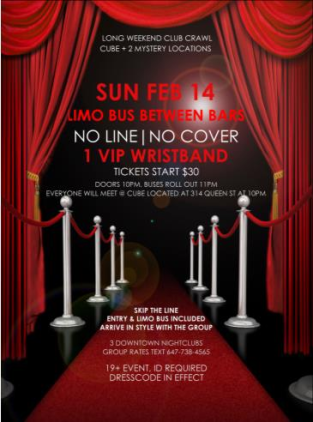 LONG WEEKEND CLUB CRAWL
CUBE + 2 MYSTERY LOCATIONS
SUN FEB 14
LIMO BUS BETWEEN BARS
NO LINE|NO COVER
1 VIP WRISTBAND
TICKETS START $30
DOORS 10PM, BUSES ROLL OUT 11PM
EVERYONE WILL MEET @ CUBE LOCATED AT 314 QUEEN ST AT 10PM.
SKIP THE LINE
ENTRY & LIMO BUS INCLUDED
ARRIVE IN STYLE WITH THE GROUP
3 DOWNTOWN NIGHTCLUBS
GROUP RATES TEXT 647-738-4565
19+ EVENT. ID REQUIRED
DRESSCODE IN EFFECT